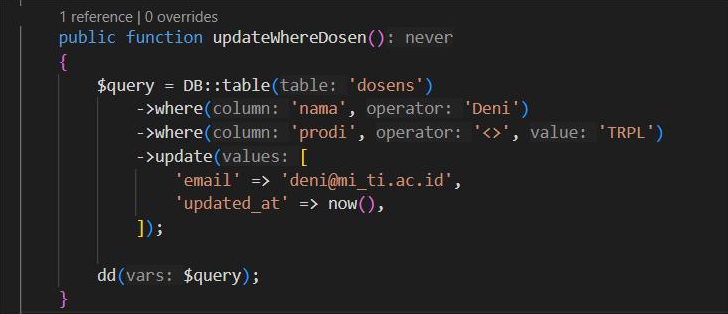 1 reference | 0 overrides
public function updateWhereDosen(): never
{
$query = DB::table(table: 'dosens')
->where(column: 'nama', operator: 'Deni')
->where(column: 'prodi', operator: '<>', value: 'TRPL')
->update(values: [
'email' => 'deni@mi_ti.ac.id',
'updated_at' => now(),
]);
dd(vars: $query);
}